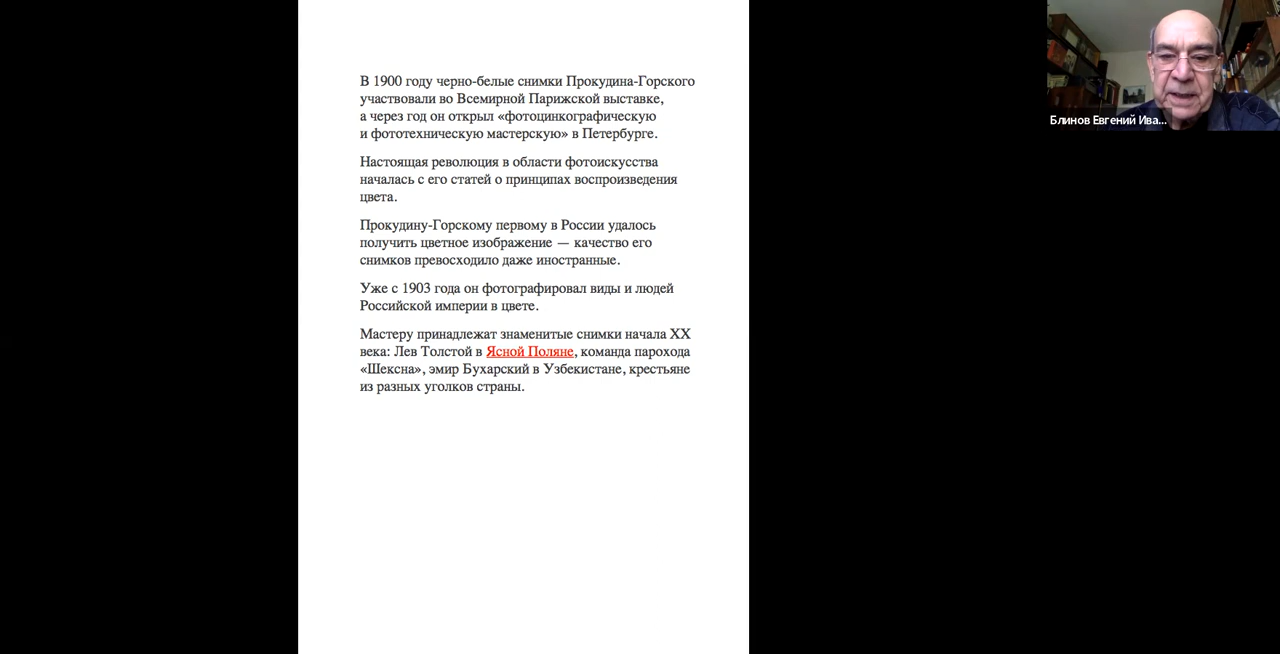 В 1900 году черно-белые снимки Прокудина-Горского
участвовали во Всемирной Парижской выставке,
а через год он открыл «фотоцинкографическую
и фототехническую мастерскую» в Петербурге.
Настоящая революция в области фотоискусства
началась с его статей о принципах воспроизведения
цвета.
Прокудину-Горскому первому в России удалось
получить цветное изображение — качество его
снимков превосходило даже иностранные.
Уже с 1903 года он фотографировал виды и людей
Российской империи в цвете.
Мастеру принадлежат знаменитые снимки начала XX
века: Лев Толстой в Ясной Поляне, команда парохода
«Шексна», эмир Бухарский в Узбекистане, крестьяне
из разных уголков страны.
Блинов Евгений Ива...